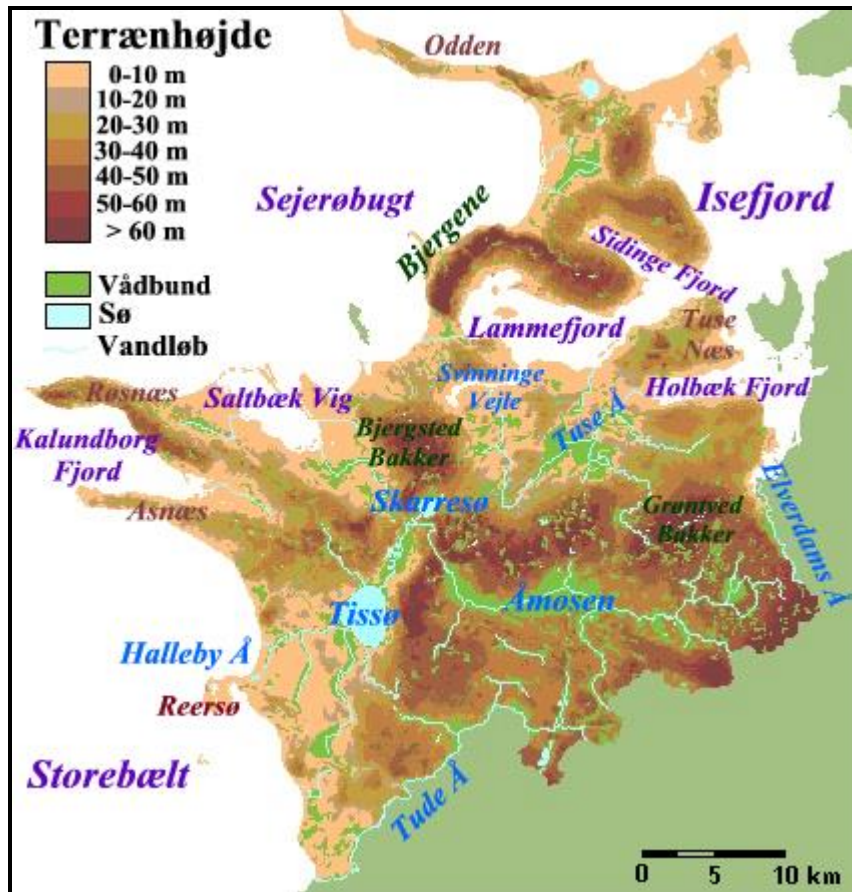 Terrænhøjde
0-10 m
10-20 m
20-30 m
30-40 m
40-50 m
50-60 m
> 60 m
Vådbund
Sø
Vandløb
Odden
Sejerøbugt
Isefjord
Bjergene
Sidinge Fjord
Lammefjord
Tuse
Næs
Svinninge
Vejle
Holbæk Fjord
Røsnæs
Saltbæk Vig
Kalundborg
Fjord
Bjergsted
Bakker
Tuse Å
Skarresø
Asnæs
Grøntved
Bakker
Elverdams Å
Tissø
Åmosen
Halleby Å
Reersø
Storebælt
Tude Å
0 5 10 km